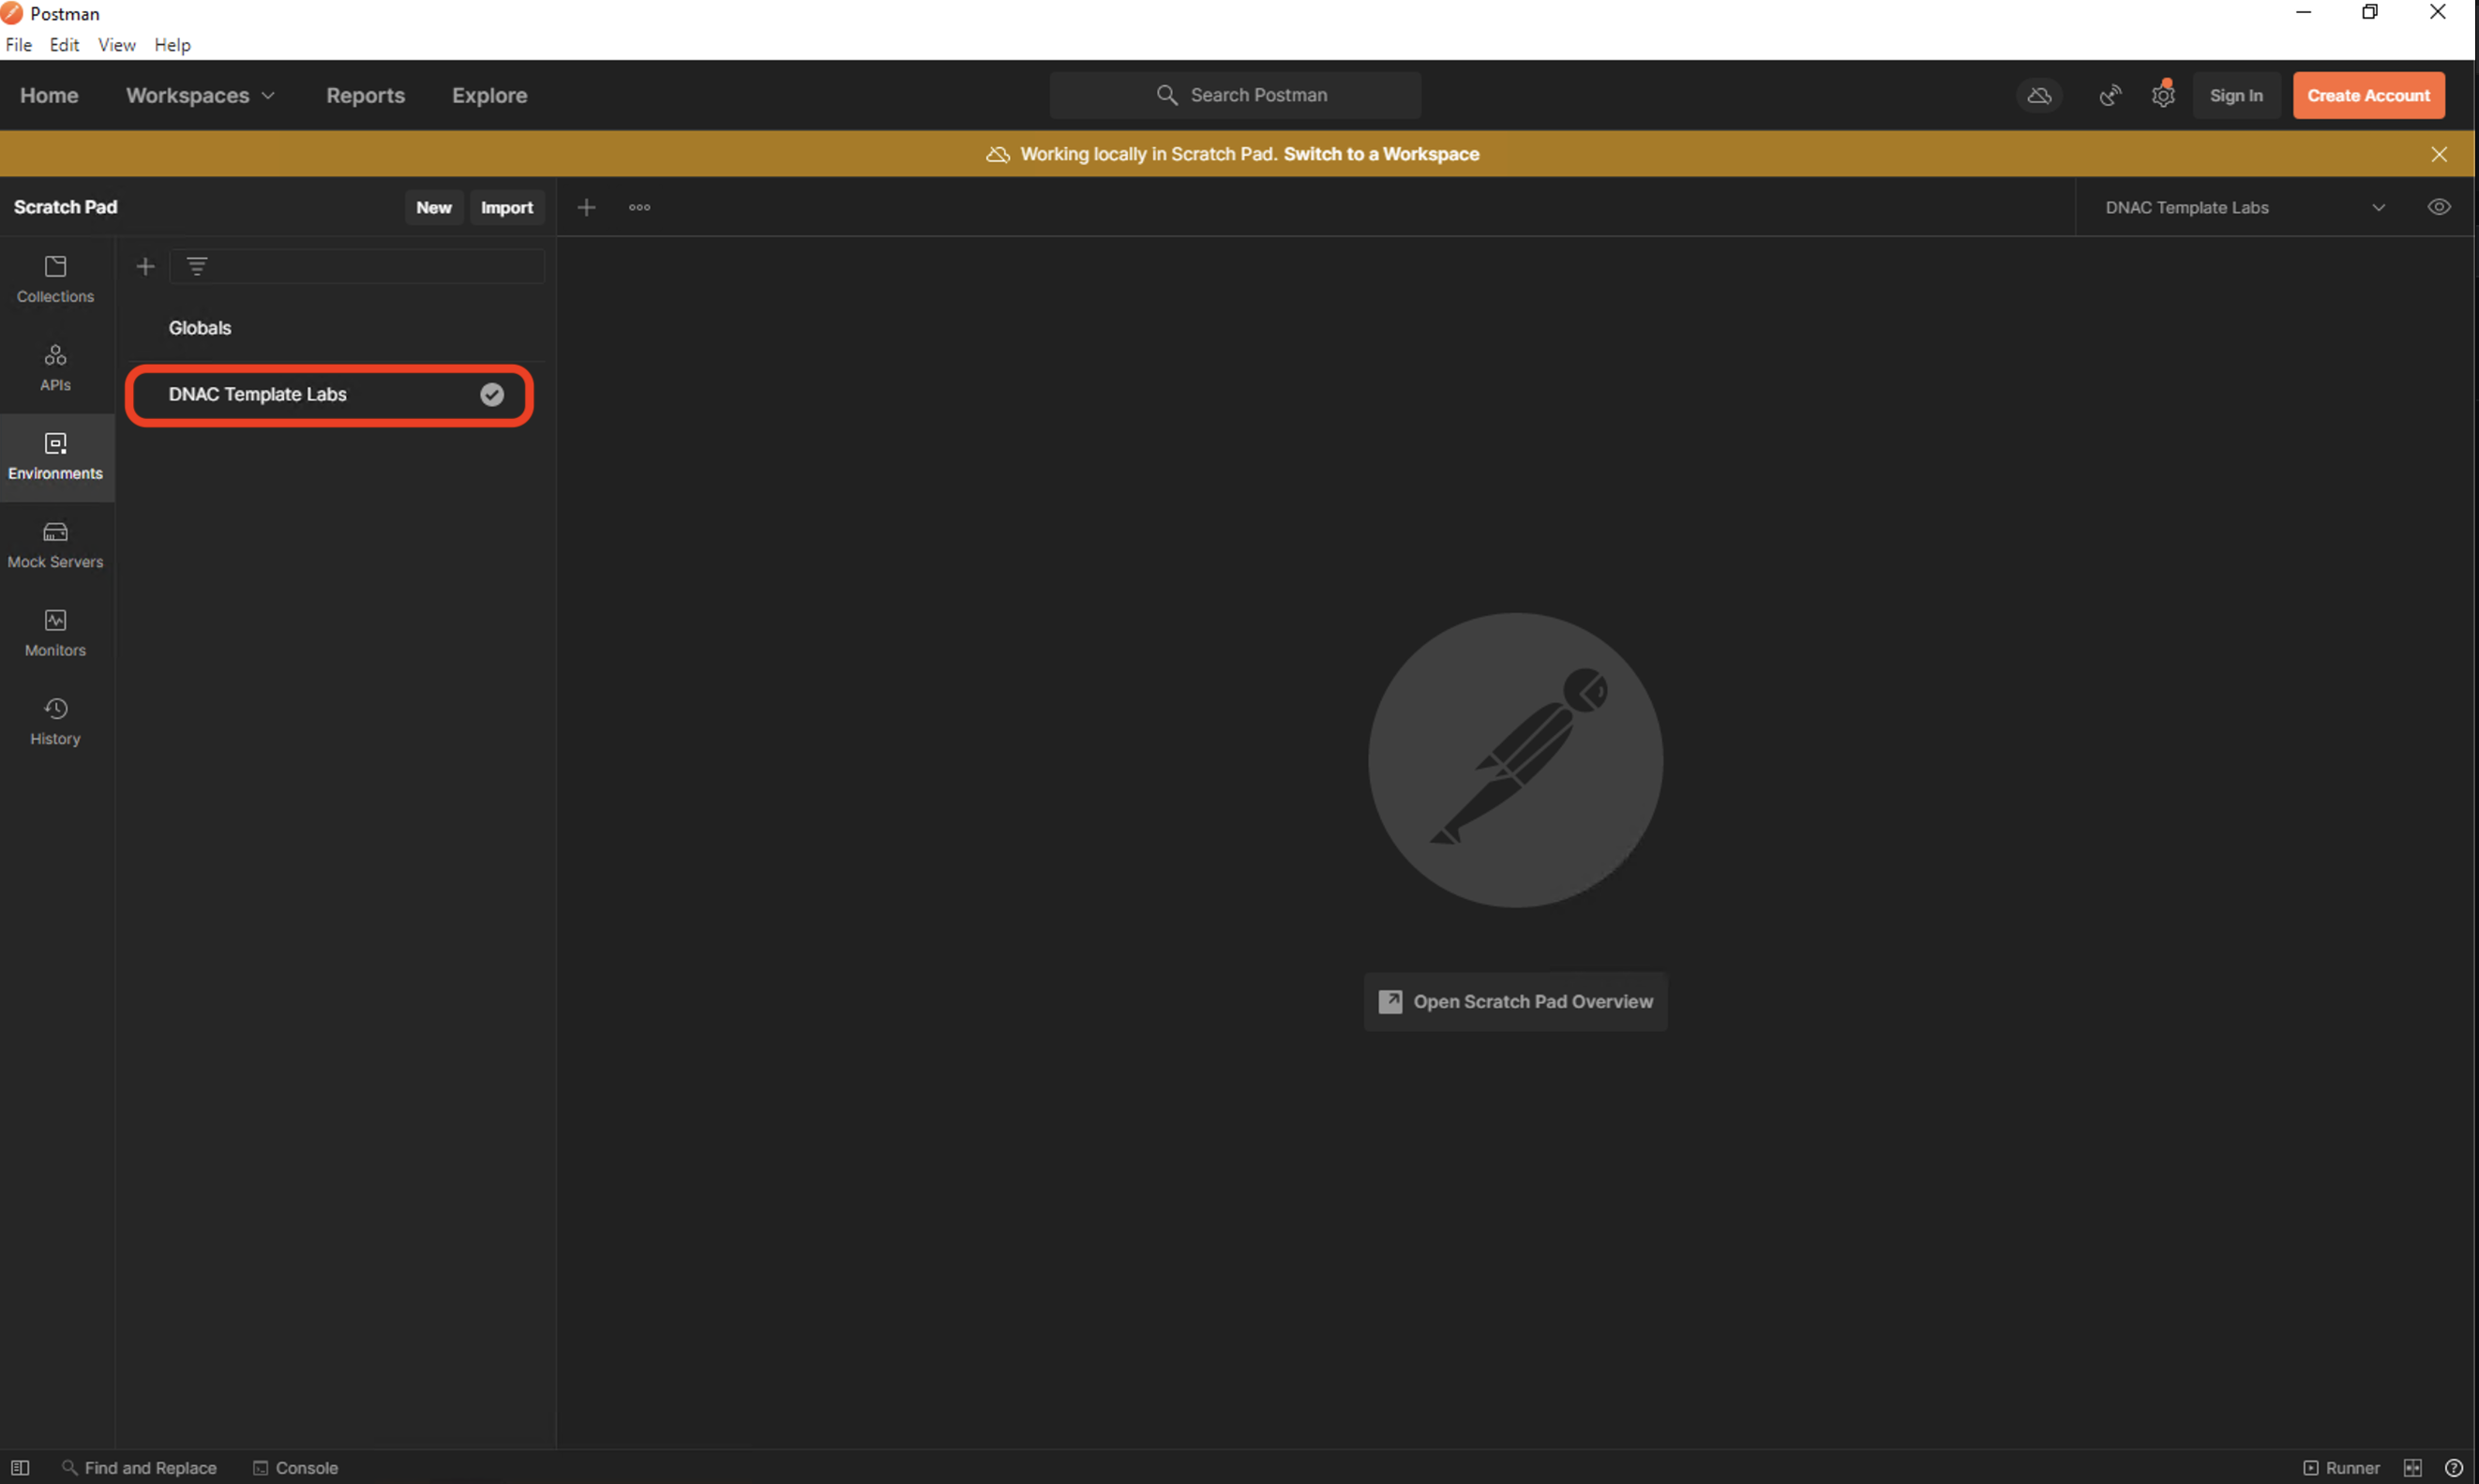 Postman
File Edit View Help
Home Workspaces Reports Explore Search Postman Sign In Create Account
Working locally in Scratch Pad. Switch to a Workspace
Scratch Pad New Import DNAC Template Labs
Collections
Globals
APIs
DNAC Template Labs
Environments
Mock Servers
Monitors
History
Open Scratch Pad Overview
Find and Replace Console Runner